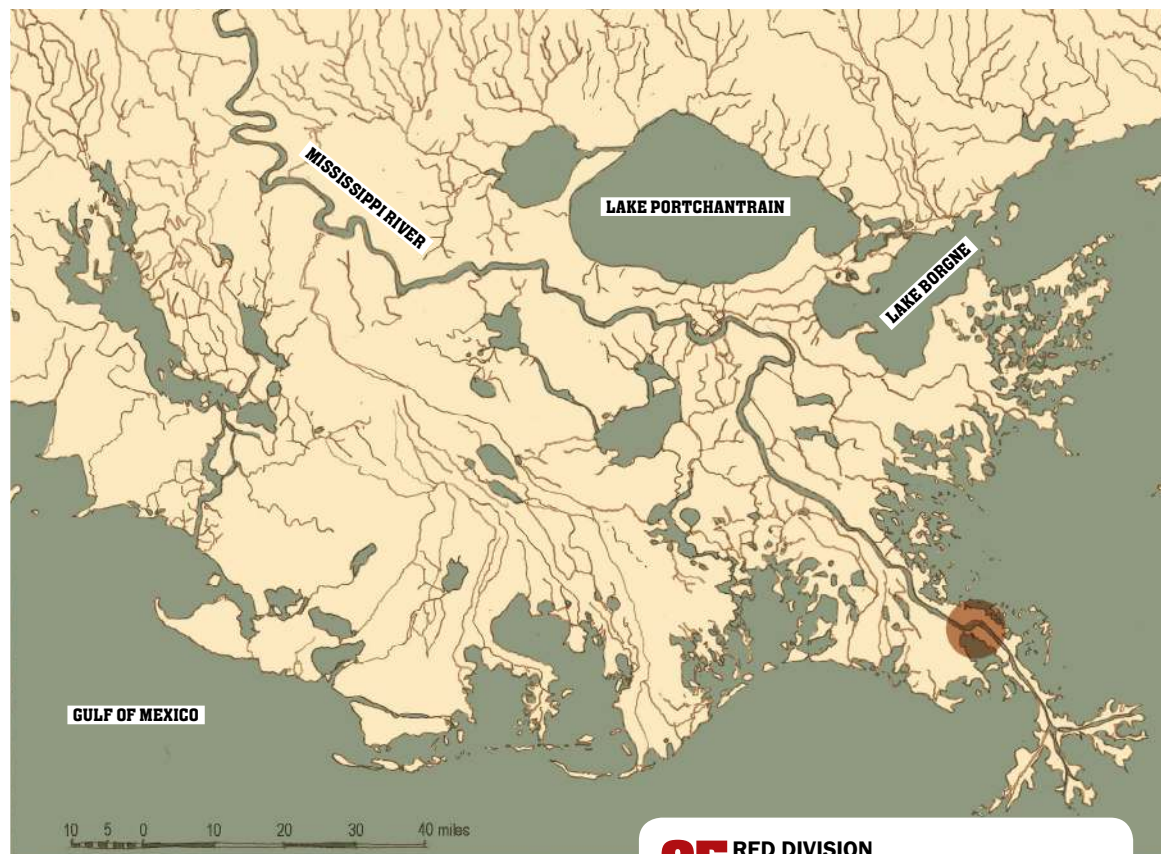 MISSISSIPPI RIVER
LAKE PORTCHANTRAIN
LAKE BORGNE
GULF OF MEXICO
10 5 0 10 20 30 40 miles
RED DIVISION